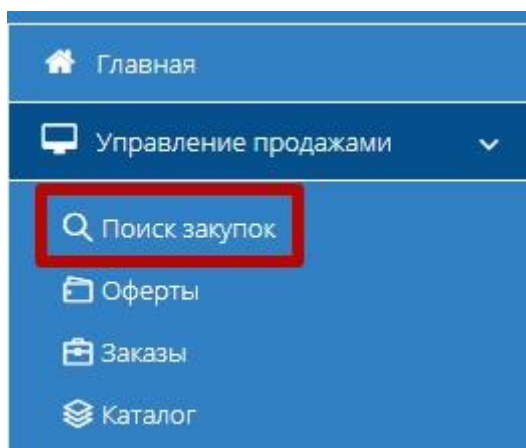 Главная
Управление продажами
Поиск закупок
Оферты
Заказы
Каталог